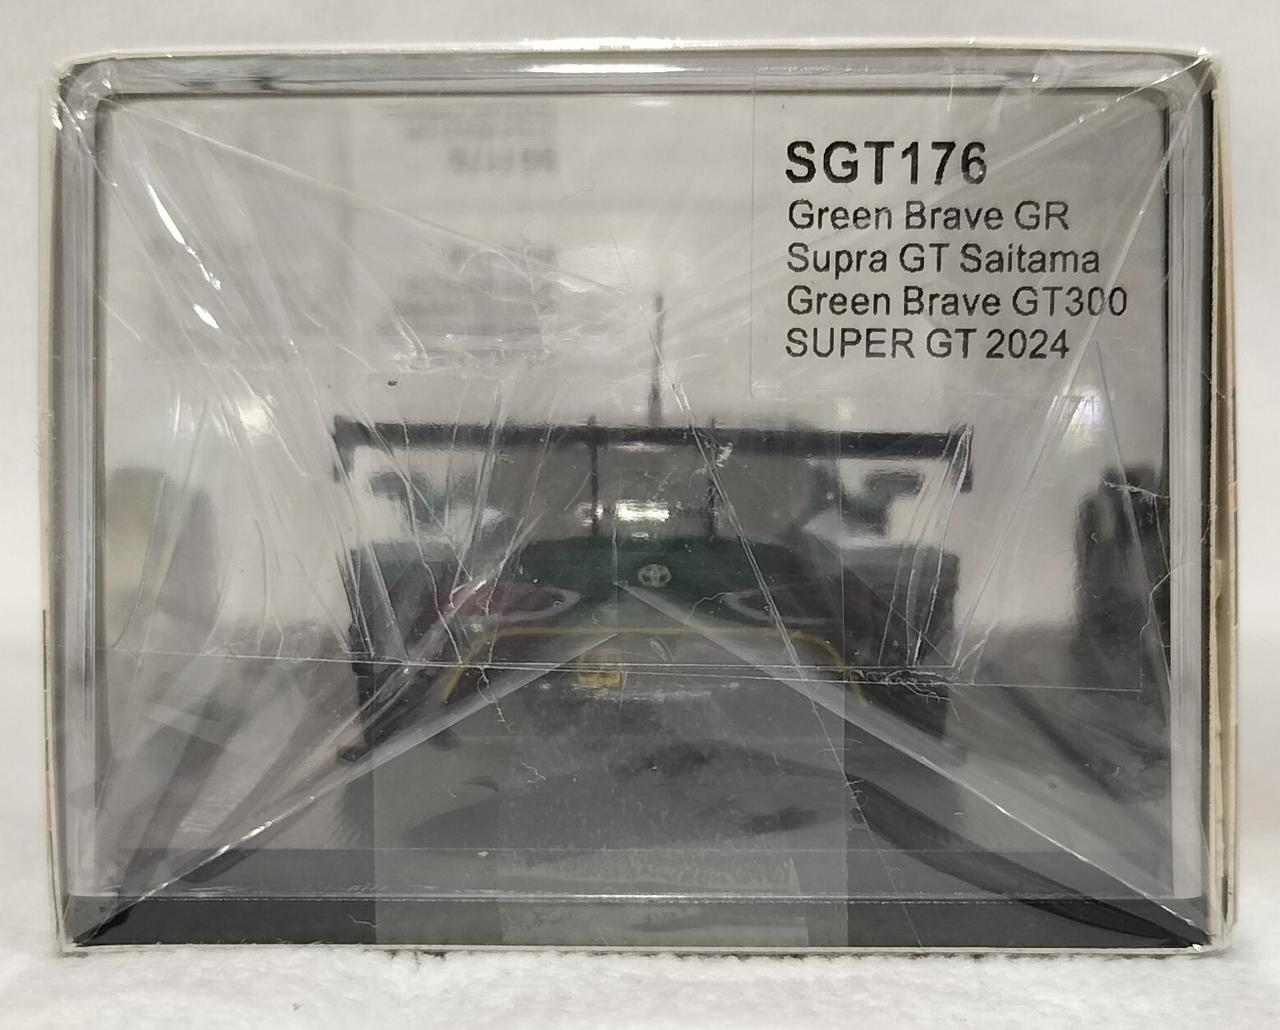 SGT176
Green Brave GR
Supra GT Saitama
Green Brave GT300
SUPER GT 2024